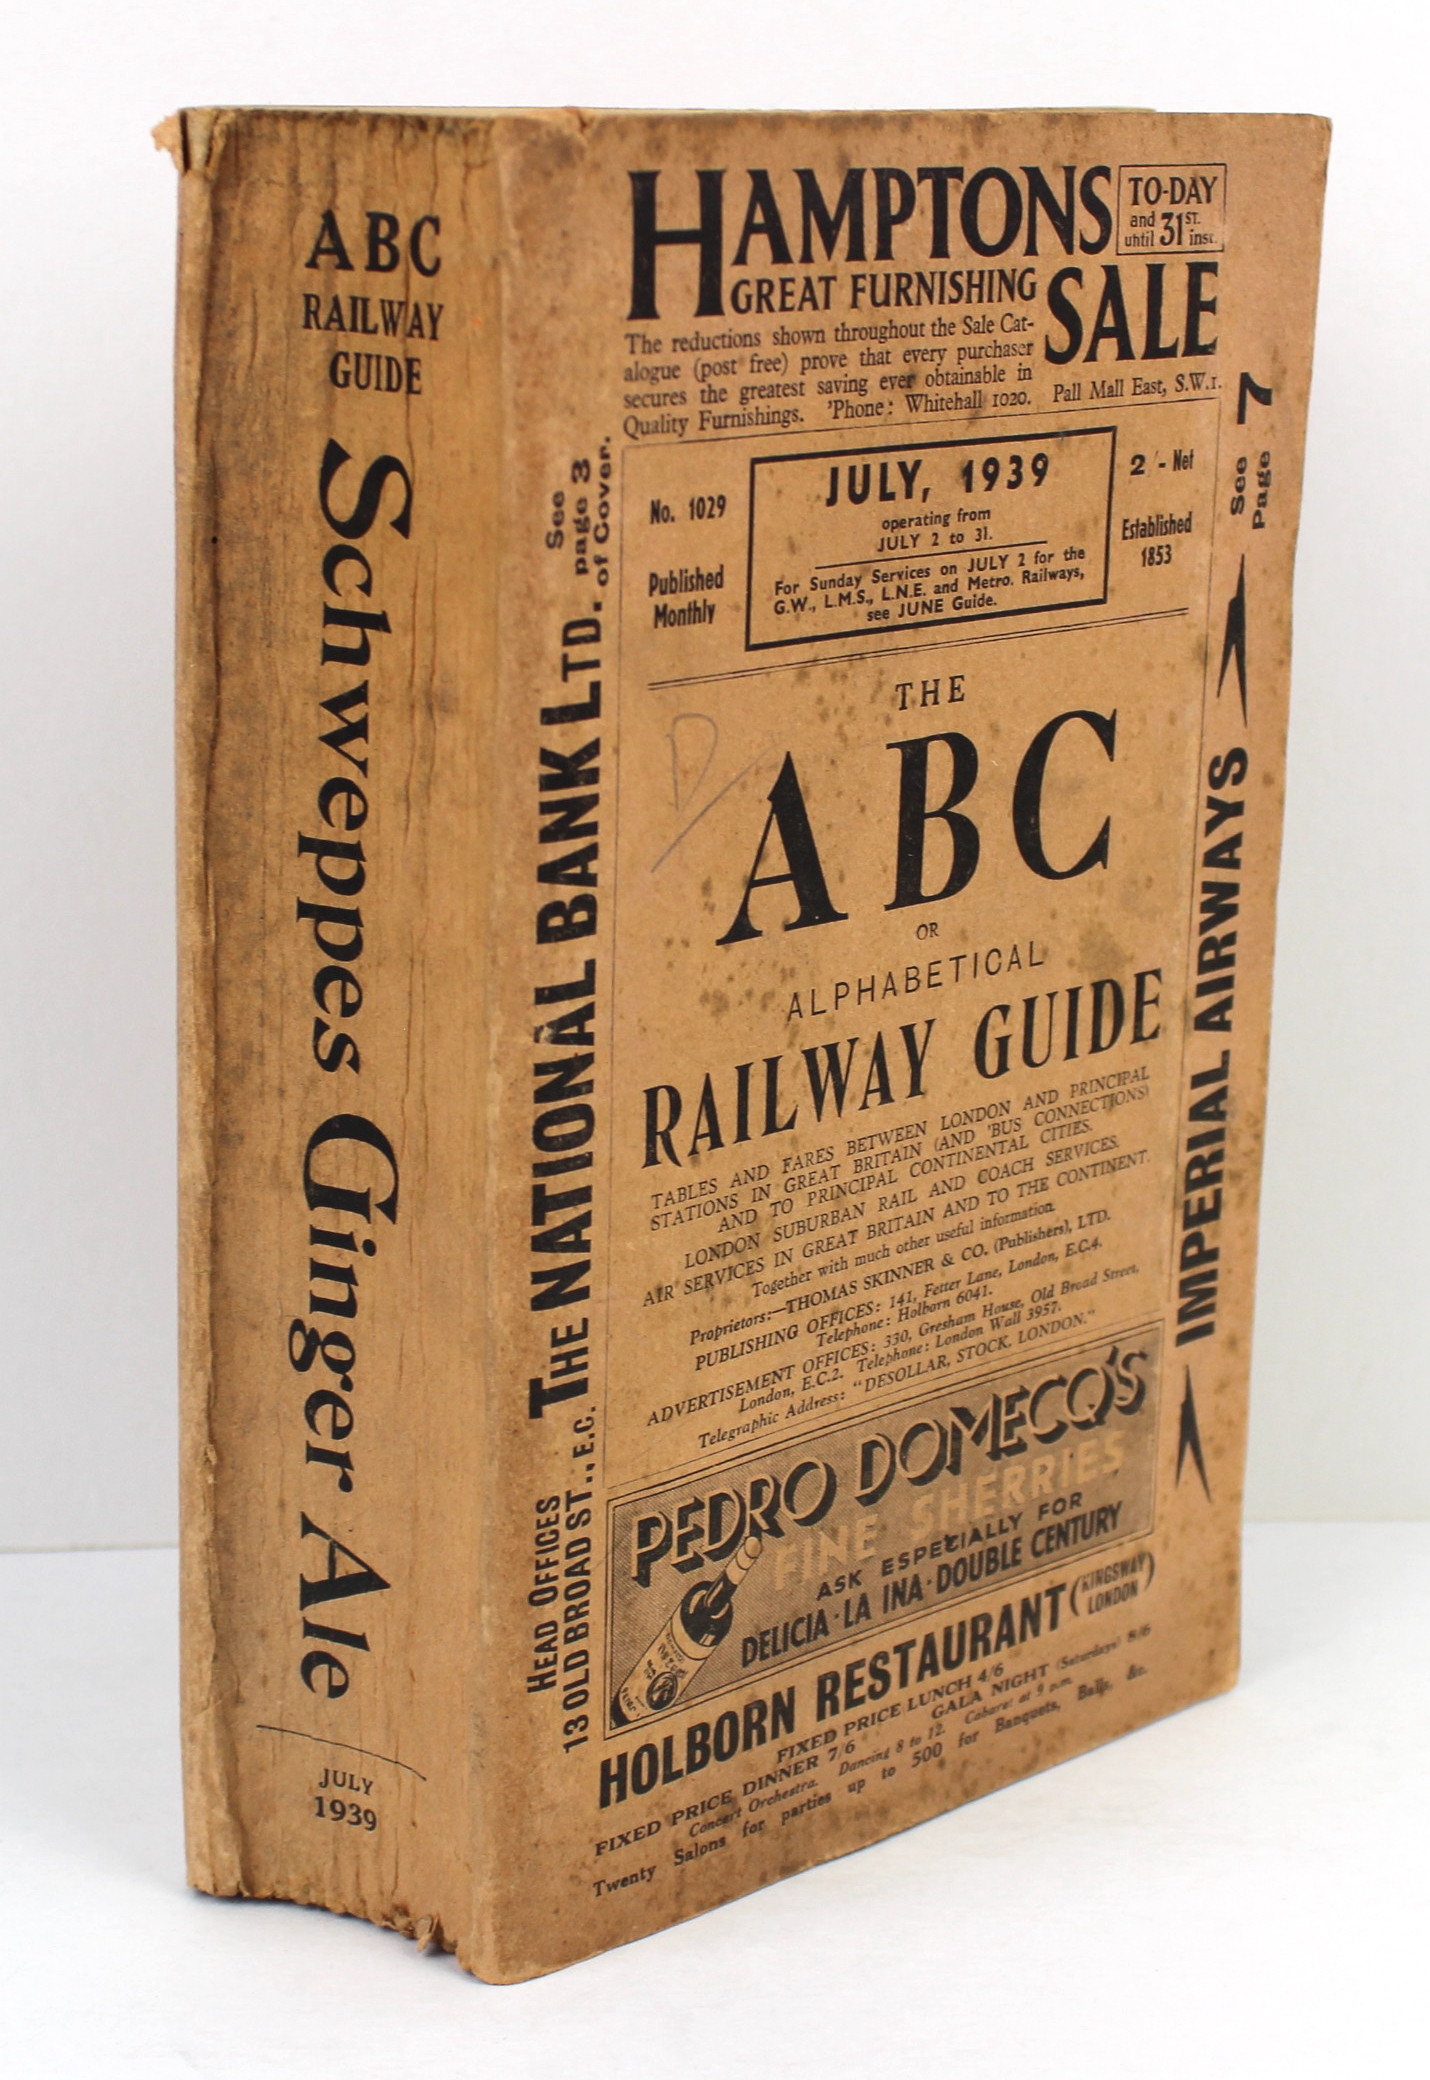 ABC
RAILWAY
GUIDE
Schweppes Ginger Ale
JULY
1939
HAMPTONS
TO-DAY
and
until 31ST. inst.
GREAT FURNISHING
SALE
The reductions shown throughout the Sale Cat-
alogue (post free) prove that every purchaser
secures the greatest saving ever obtainable in
Quality Furnishings. 'Phone: Whitehall 1020.
Pall Mall East, S.W.1.
No. 1029
Published
Monthly
JULY, 1939
operating from
JULY 2 to 31.
For Sunday Services on JULY 2 for the
G.W., L.M.S., L.N.E. and Metro. Railways,
see JUNE Guide.
2/- Net
Established
1853
THE
ABC
OR
ALPHABETICAL
RAILWAY GUIDE
TABLES AND FARES BETWEEN LONDON AND PRINCIPAL
STATIONS IN GREAT BRITAIN (AND 'BUS CONNECTIONS)
AND TO PRINCIPAL CONTINENTAL CITIES.
LONDON SUBURBAN RAIL AND COACH SERVICES.
AIR SERVICES IN GREAT BRITAIN AND TO THE CONTINENT.
Together with much other useful information.
Proprietors:—THOMAS SKINNER & CO. (Publishers), LTD.
PUBLISHING OFFICES: 141, Fetter Lane, London, E.C.4.
Telephone: Holborn 6041.
ADVERTISEMENT OFFICES: 330, Gresham House, Old Broad Street,
London, E.C.2. Telephone: London Wall 3957.
Telegraphic Address: "DESOLLAR, STOCK, LONDON."
PEDRO DOMECQ'S
FINE SHERRIES
ASK ESPECIALLY FOR
DELICIA · LA INA · DOUBLE CENTURY
HOLBORN RESTAURANT (KINGSWAY
LONDON)
FIXED PRICE LUNCH 4/6
FIXED PRICE DINNER 7/6 GALA NIGHT (Saturdays) 8/6
Concert Orchestra. Dancing 8 to 12. Cabaret at 9 p.m.
Twenty Salons for parties up to 500 for Banquets, Balls, &c.
HEAD OFFICES
13 OLD BROAD ST., E.C.
THE NATIONAL BANK LTD.
See
page 3
of Cover.
IMPERIAL AIRWAYS
See
Page 7
D